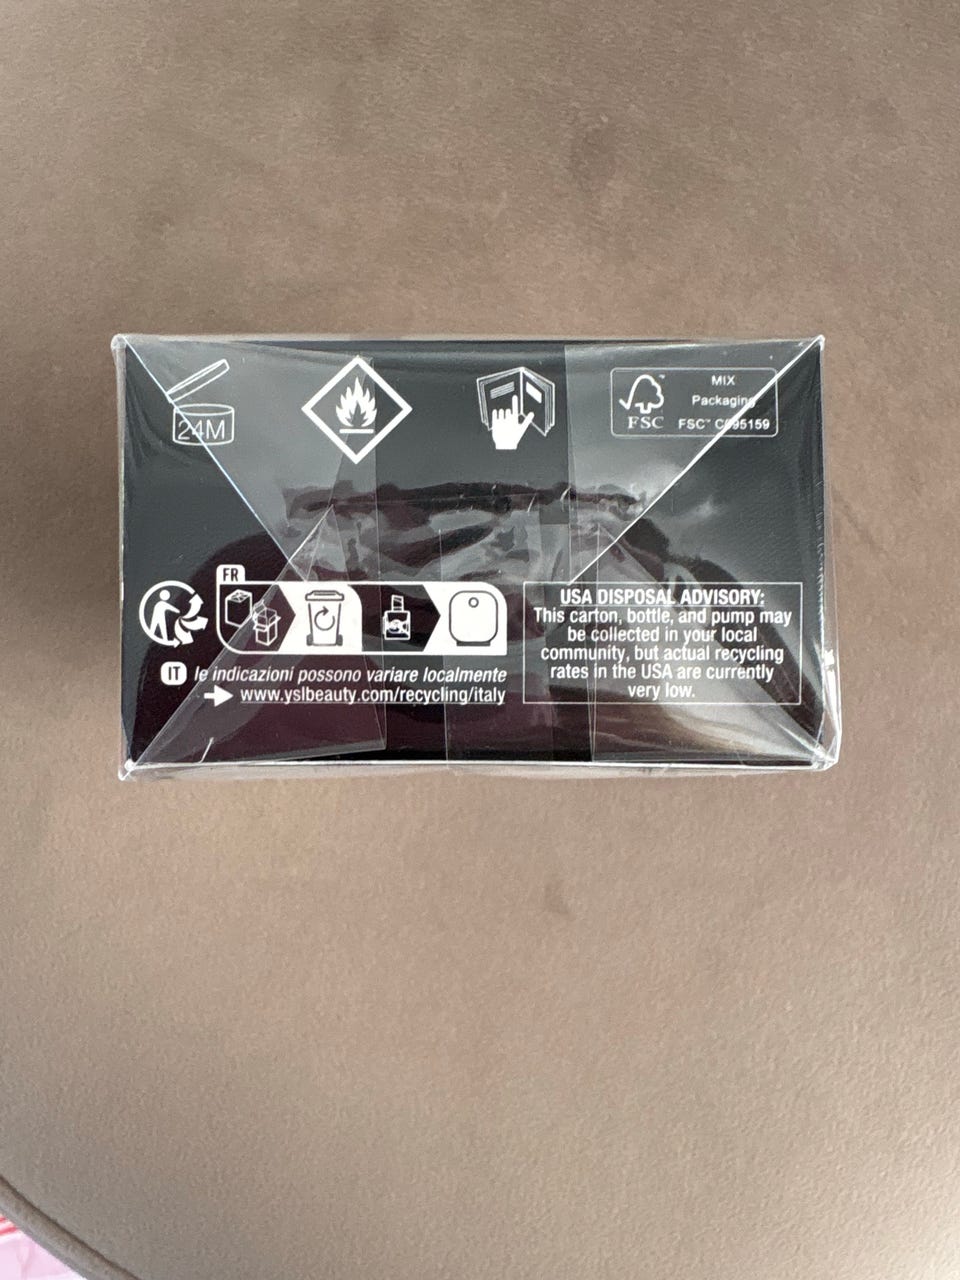 24M
MIX
Packaging
FSC
FSC™ C095159
FR
USA DISPOSAL ADVISORY:
This carton, bottle, and pump may
be collected in your local
community, but actual recycling
rates in the USA are currently
very low.
IT le indicazioni possono variare localmente
www.yslbeauty.com/recycling/italy